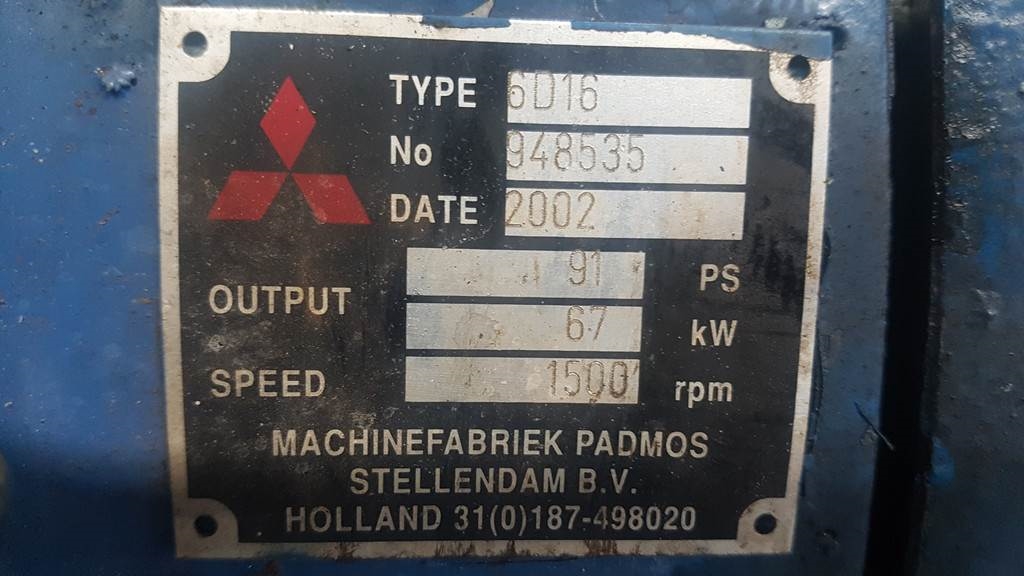 TYPE 6D16
No 948535
DATE 2002
OUTPUT 91 PS
67 kW
SPEED 1500 rpm
MACHINEFABRIEK PADMOS
STELLENDAM B.V.
HOLLAND 31(0)187-498020